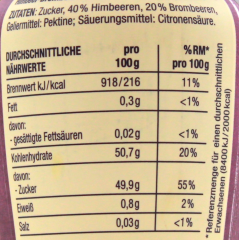 ZUTATEN: Zucker, 40% Himbeeren, 20% Brombeeren,
Geliermittel: Pektine; Säuerungsmittel: Citronensäure.
DURCHSCHNITTLICHE pro %RM*
NÄHRWERTE 100g pro 100g
Brennwert kJ/kcal 918/216 11%
Fett 0,3g <1%
davon:
- gesättigte Fettsäuren 0,02g <1%
Kohlenhydrate 50,7g 20%
davon:
- Zucker 49,9g 55%
Eiweß 0,8g 2%
Salz 0,03g <1%
*Referenzmenge für einen durchschnittlichen
Erwachsenen (8400kJ/2000kcal)